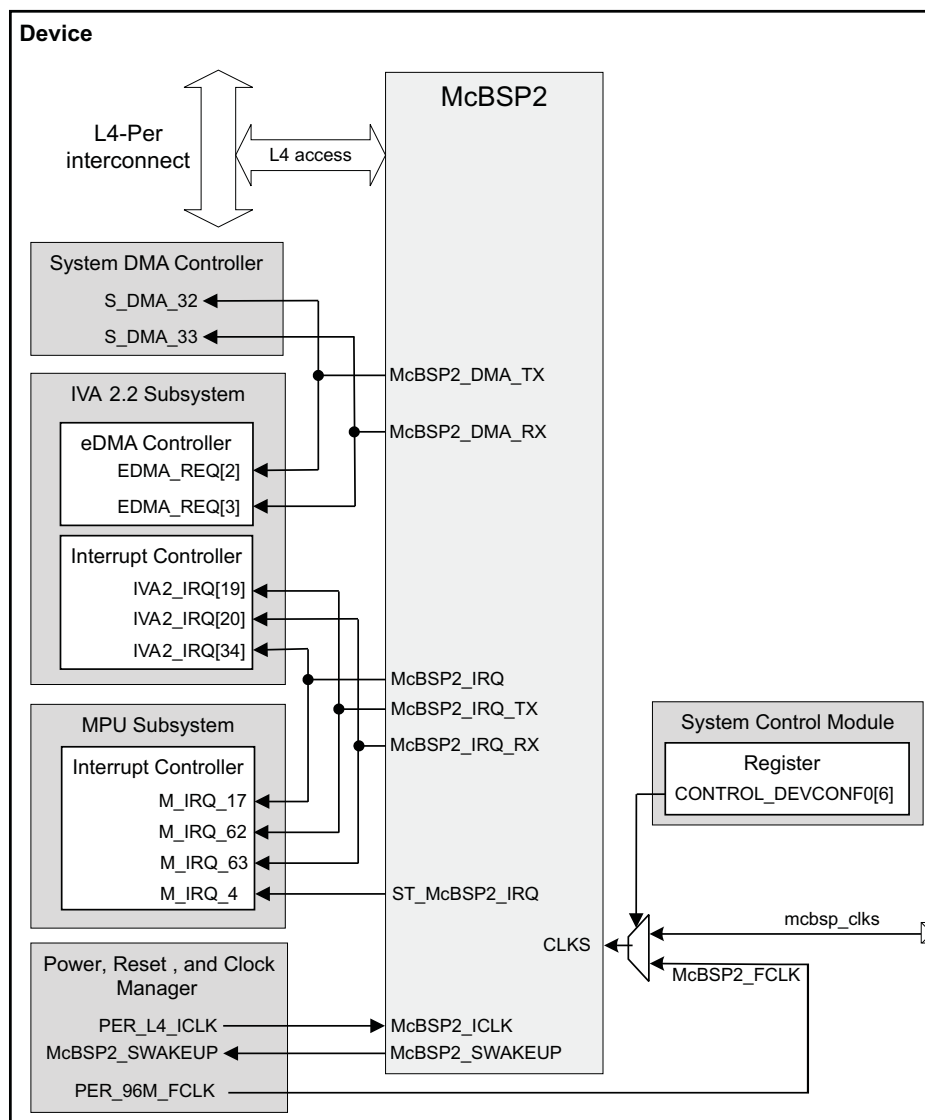 Device
McBSP2
L4-Per
interconnect
L4 access
System DMA Controller
S_DMA_32
S_DMA_33
McBSP2_DMA_TX
McBSP2_DMA_RX
IVA 2.2 Subsystem
eDMA Controller
EDMA_REQ[2]
EDMA_REQ[3]
Interrupt Controller
IVA2_IRQ[19]
IVA2_IRQ[20]
IVA2_IRQ[34]
McBSP2_IRQ
McBSP2_IRQ_TX
McBSP2_IRQ_RX
MPU Subsystem
Interrupt Controller
M_IRQ_17
M_IRQ_62
M_IRQ_63
M_IRQ_4
ST_McBSP2_IRQ
System Control Module
Register
CONTROL_DEVCONF0[6]
mcbsp_clks
CLKS
McBSP2_FCLK
Power, Reset , and Clock
Manager
PER_L4_ICLK
McBSP2_ICLK
McBSP2_SWAKEUP
McBSP2_SWAKEUP
PER_96M_FCLK